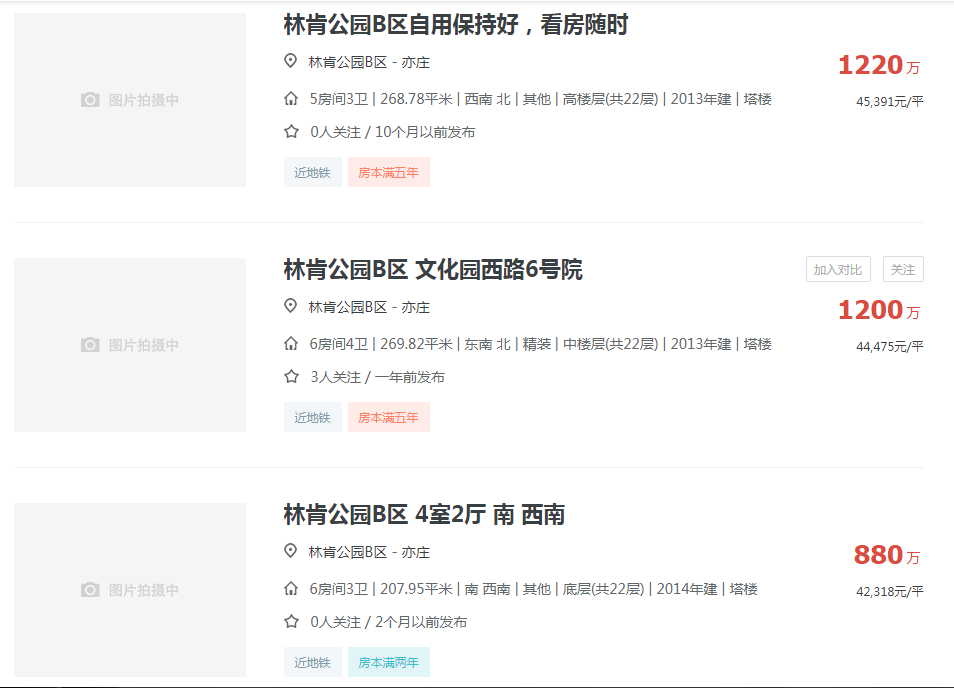 林肯公园B区自用保持好，看房随时
林肯公园B区 - 亦庄
1220万
图片拍摄中
5房间3卫 | 268.78平米 | 西南 北 | 其他 | 高楼层(共22层) | 2013年建 | 塔楼
45,391元/平
0人关注 / 10个月以前发布
近地铁 房本满五年
林肯公园B区 文化园西路6号院
加入对比 关注
林肯公园B区 - 亦庄
1200万
图片拍摄中
6房间4卫 | 269.82平米 | 东南 北 | 精装 | 中楼层(共22层) | 2013年建 | 塔楼
44,475元/平
3人关注 / 一年前发布
近地铁 房本满五年
林肯公园B区 4室2厅 南 西南
林肯公园B区 - 亦庄
880万
图片拍摄中
6房间3卫 | 207.95平米 | 南 西南 | 其他 | 底层(共22层) | 2014年建 | 塔楼
42,318元/平
0人关注 / 2个月以前发布
近地铁 房本满两年